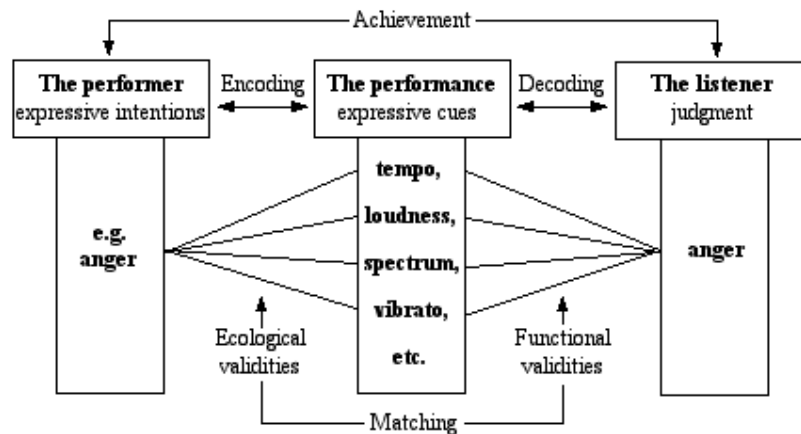 Achievement
The performer
expressive intentions
Encoding
The performance
expressive cues
Decoding
The listener
judgment
e.g.
anger
tempo,
loudness,
spectrum,
vibrato,
etc.
anger
Ecological
validities
Functional
validities
Matching